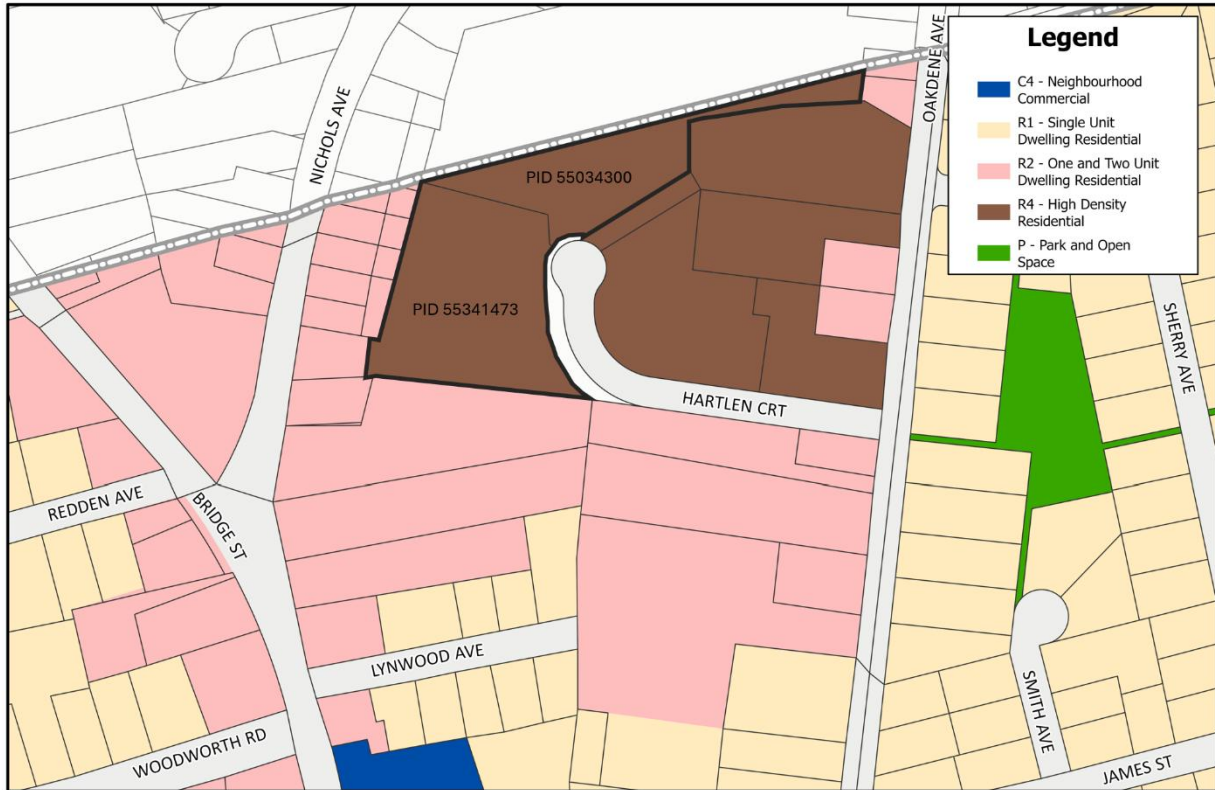 Legend
C4 - Neighbourhood
Commercial
R1 - Single Unit
Dwelling Residential
R2 - One and Two Unit
Dwelling Residential
R4 - High Density
Residential
P - Park and Open
Space
OAKDENE AVE
NICHOLS AVE
PID 55034300
PID 55341473
HARTLEN CRT
SHERRY AVE
REDDEN AVE
BRIDGE ST
LYNWOOD AVE
WOODWORTH RD
SMITH AVE
JAMES ST